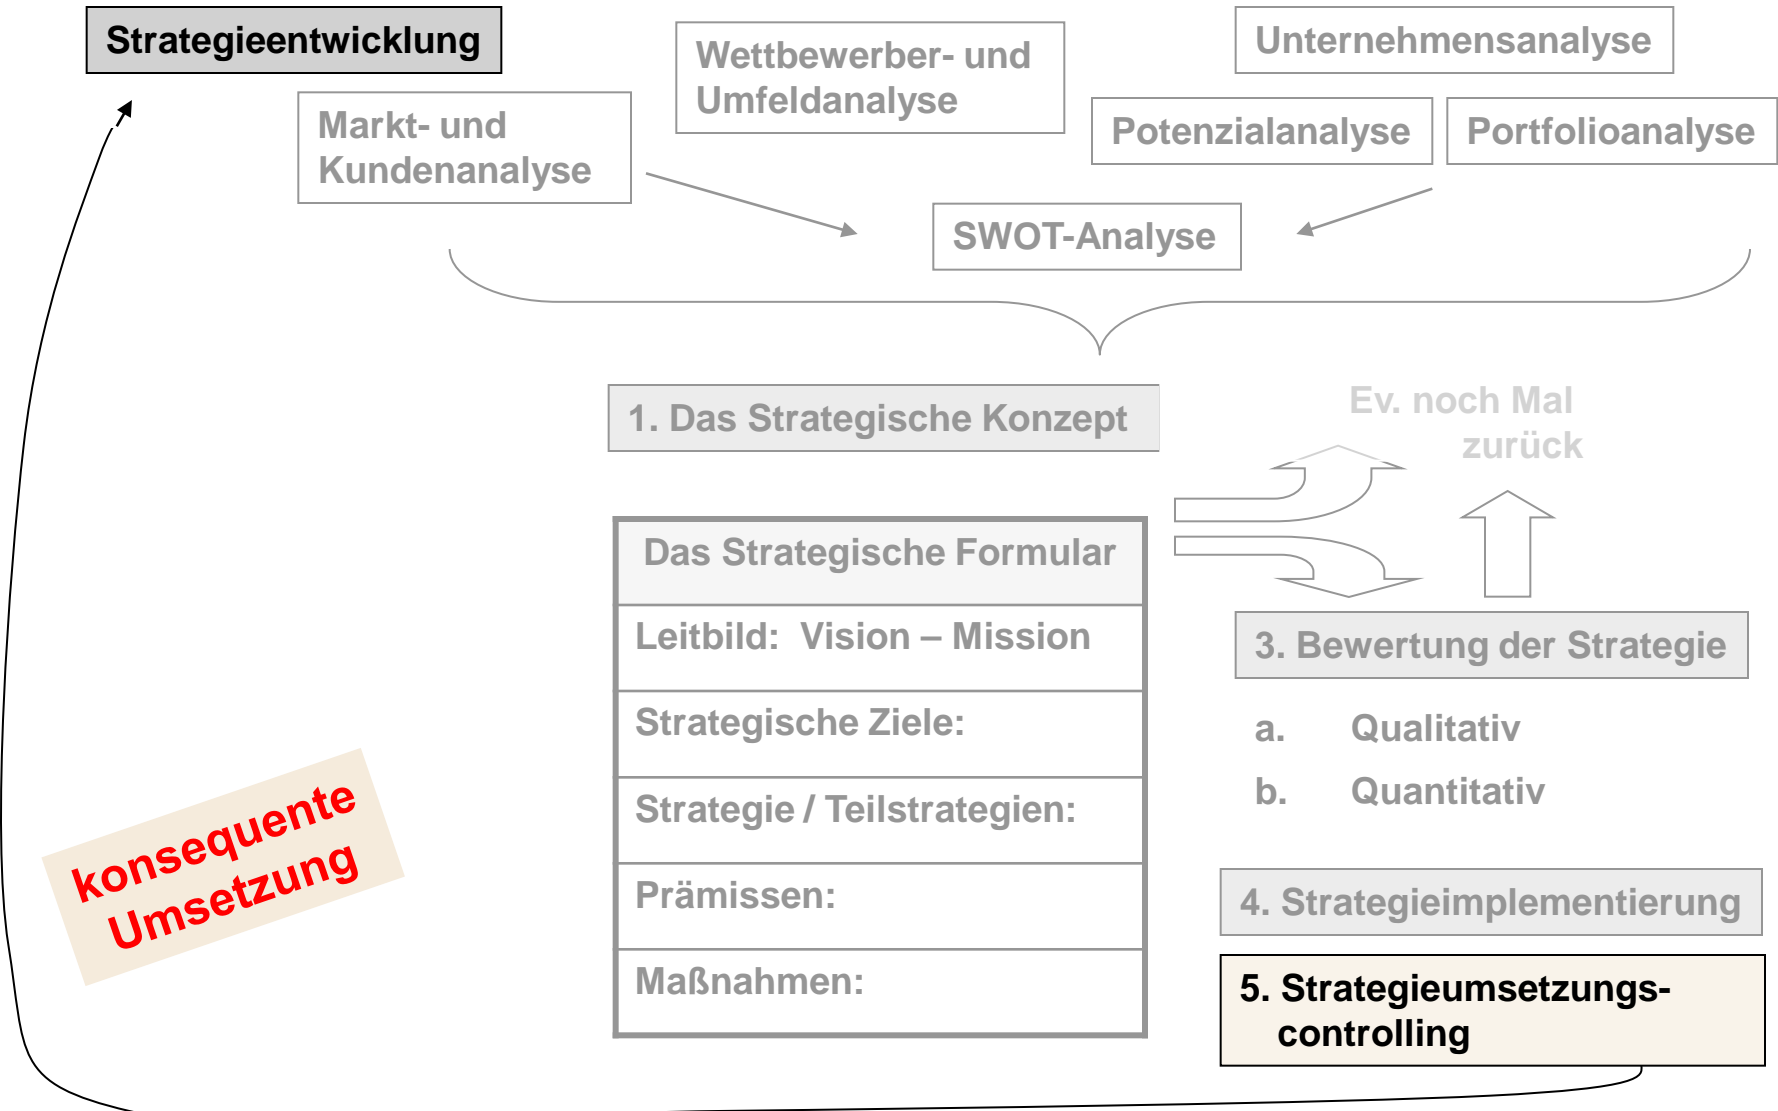 Strategieentwicklung
Wettbewerber- und
Umfeldanalyse
Unternehmensanalyse
Markt- und
Kundenanalyse
Potenzialanalyse
Portfolioanalyse
SWOT-Analyse
1. Das Strategische Konzept
Ev. noch Mal
zurück
Das Strategische Formular
Leitbild: Vision – Mission
Strategische Ziele:
Strategie / Teilstrategien:
Prämissen:
Maßnahmen:
3. Bewertung der Strategie
a. Qualitativ
b. Quantitativ
4. Strategieimplementierung
5. Strategieumsetzungs-
controlling
konsequente
Umsetzung